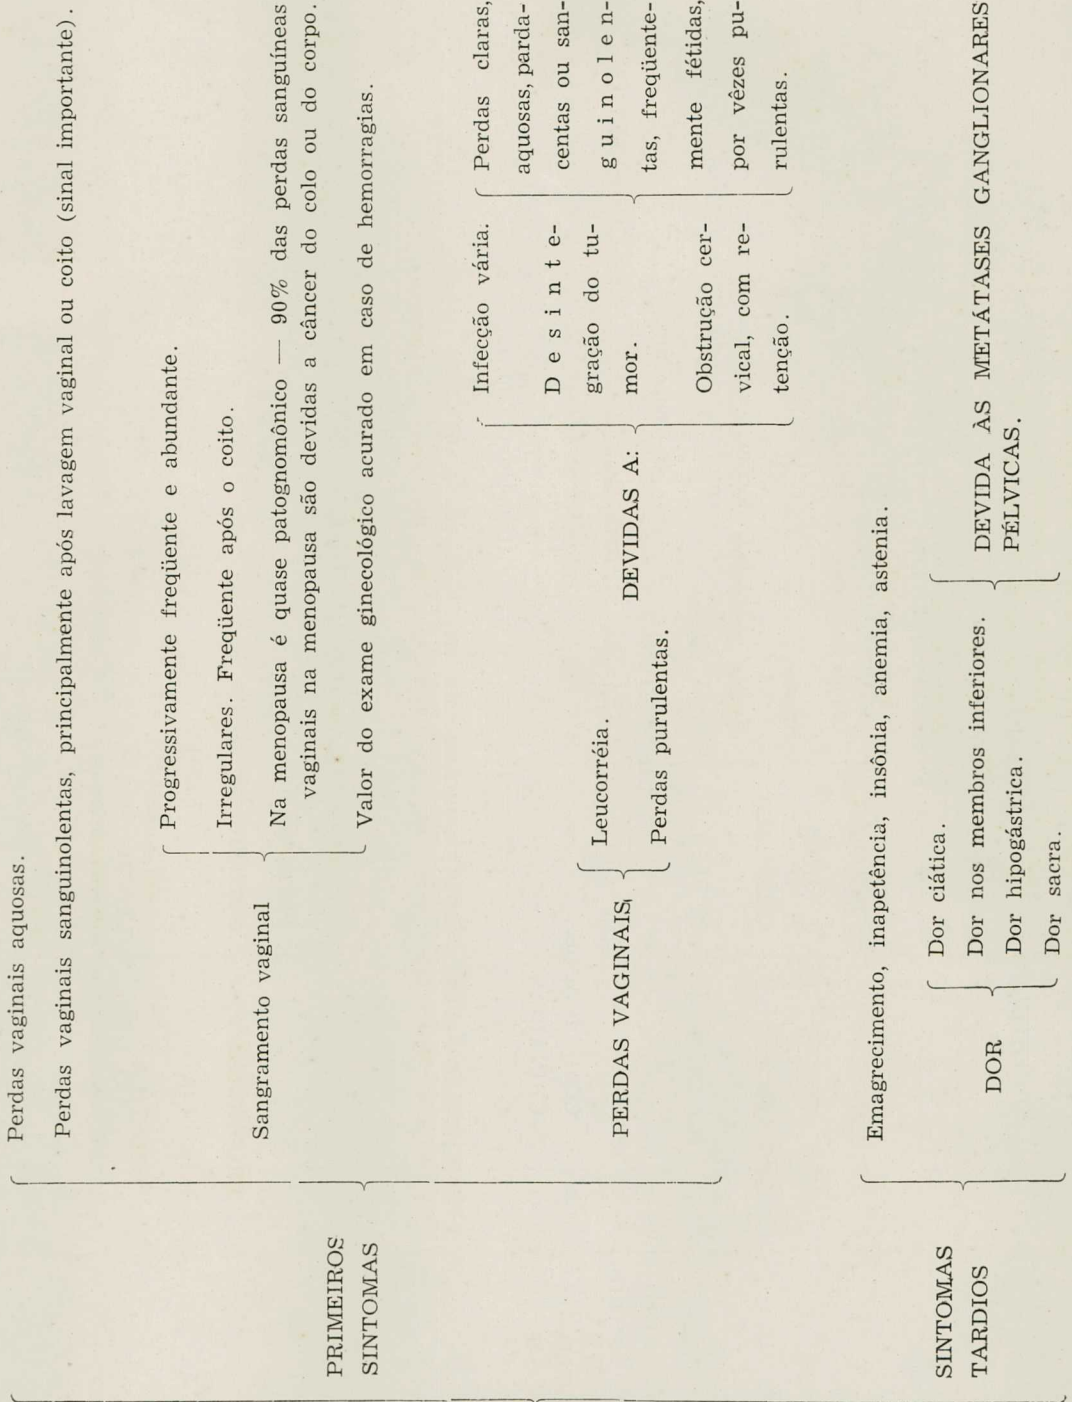 PRIMEIROS
SINTOMAS
Perdas vaginais aquosas.
Perdas vaginais sanguinolentas, principalmente após lavagem vaginal ou coito (sinal importante).
Sangramento vaginal
Progressivamente freqüente e abundante.
Irregulares. Freqüente após o coito.
Na menopausa é quase patognomônico — 90% das perdas sanguíneas
vaginais na menopausa são devidas a câncer do colo ou do corpo.
Valor do exame ginecológico acurado em caso de hemorragias.
PERDAS VAGINAIS
Leucorréia.
Perdas purulentas.
DEVIDAS A:
Infecção vária.
Desinte-
gração do tu-
mor.
Obstrução cer-
vical, com re-
tenção.
Perdas claras,
aquosas, parda-
centas ou san-
guinolen-
tas, freqüente-
mente fétidas,
por vêzes pu-
rulentas.
SINTOMAS
TARDIOS
Emagrecimento, inapetência, insônia, anemia, astenia.
DOR
Dor ciática.
Dor nos membros inferiores.
Dor hipogástrica.
Dor sacra.
DEVIDA ÀS METÁTASES GANGLIONARES
PÉLVICAS.